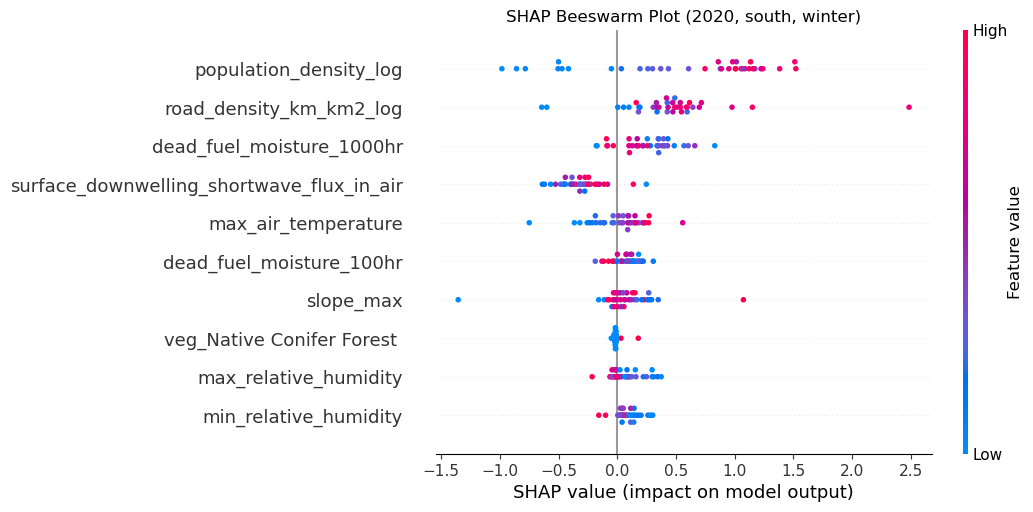 SHAP Beeswarm Plot (2020, south, winter)
High
population_density_log
road_density_km_km2_log
dead_fuel_moisture_1000hr
surface_downwelling_shortwave_flux_in_air
max_air_temperature
dead_fuel_moisture_100hr
slope_max
veg_Native Conifer Forest
max_relative_humidity
min_relative_humidity
Feature value
Low
−1.5 −1.0 −0.5 0.0 0.5 1.0 1.5 2.0 2.5
SHAP value (impact on model output)